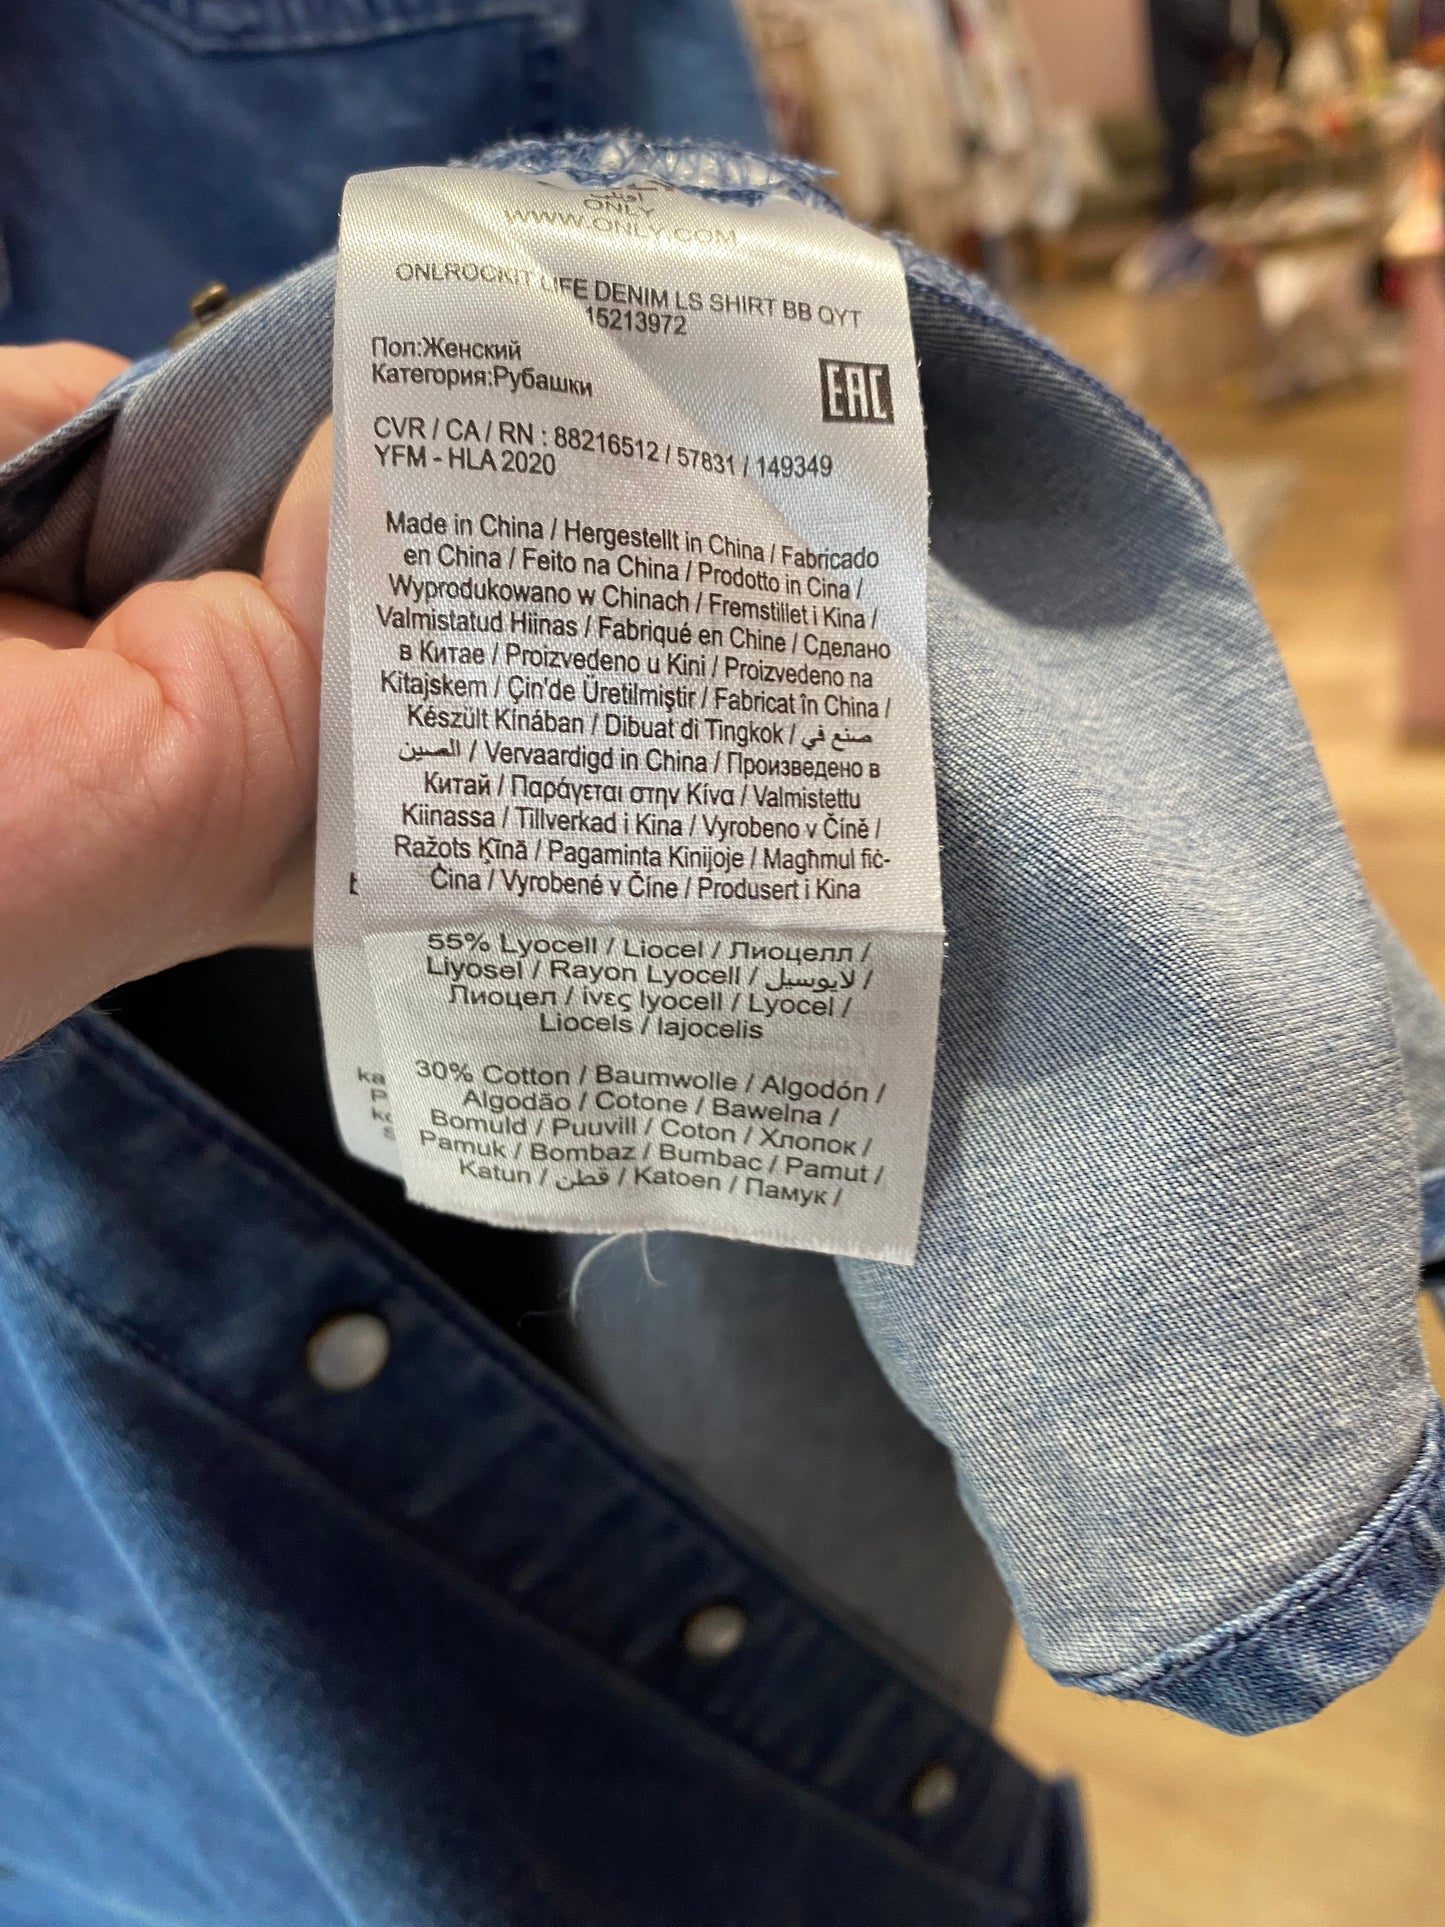 أونلي
ONLY
WWW.ONLY.COM
ONLROCKIT LIFE DENIM LS SHIRT BB QYT
15213972
Пол:Женский
Категория:Рубашки
EAC
CVR / CA / RN : 88216512 / 57831 / 149349
YFM - HLA 2020
Made in China / Hergestellt in China / Fabricado
en China / Feito na China / Prodotto in Cina /
Wyprodukowano w Chinach / Fremstillet i Kina /
Valmistatud Hiinas / Fabriqué en Chine / Сделано
в Китае / Proizvedeno u Kini / Proizvedeno na
Kitajskem / Çin'de Üretilmiştir / Fabricat în China /
Készült Kínában / Dibuat di Tingkok / صنع في
الصين / Vervaardigd in China / Произведено в
Китай / Παράγεται στην Κίνα / Valmistettu
Kiinassa / Tillverkad i Kina / Vyrobeno v Číně /
Ražots Ķīnā / Pagaminta Kinijoje / Magħmul fiċ-
Ċina / Vyrobené v Číne / Produsert i Kina
55% Lyocell / Liocel / Лиоцелл /
Liyosel / Rayon Lyocell / لايوسيل /
Лиоцел / ίνες lyocell / Lyocel /
Liocels / lajocelis
30% Cotton / Baumwolle / Algodón /
Algodão / Cotone / Bawełna /
Bomuld / Puuvill / Coton / Хлопок /
Pamuk / Bombaz / Bumbac / Pamut /
Katun / قطن / Katoen / Памук /